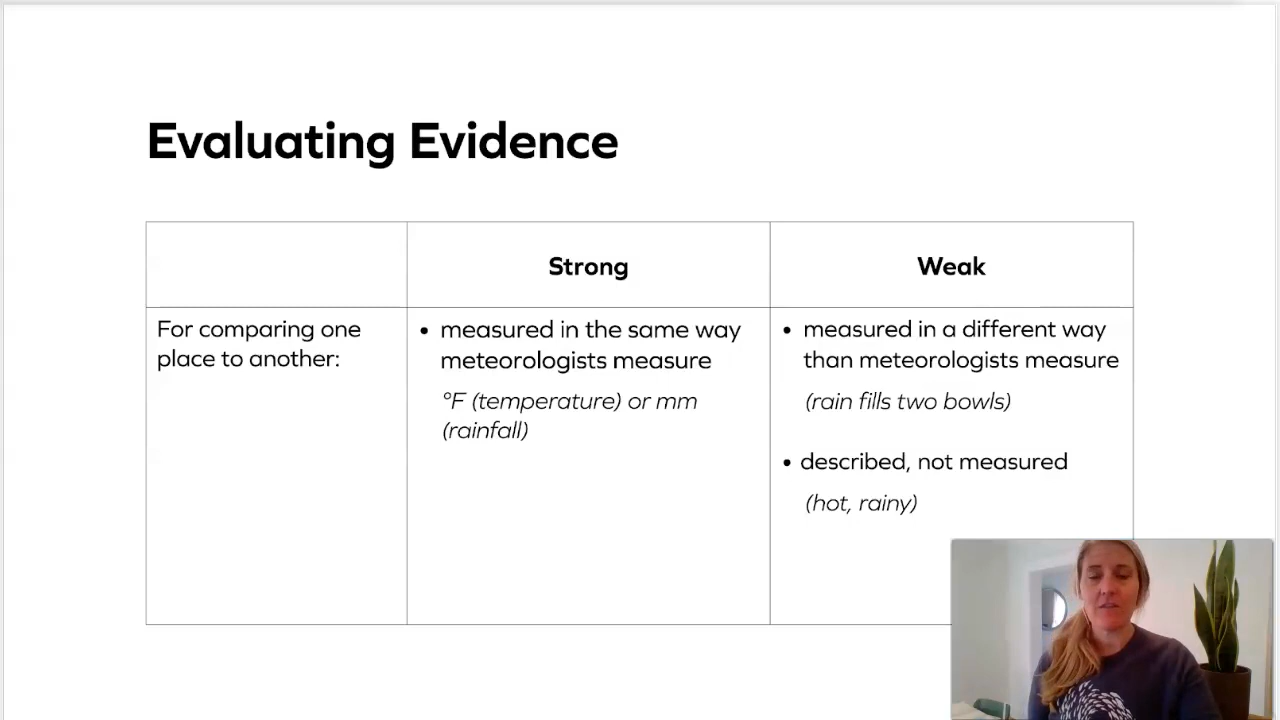 Evaluating Evidence
Strong
Weak
For comparing one
place to another:
• measured in the same way
meteorologists measure
°F (temperature) or mm
(rainfall)
• measured in a different way
than meteorologists measure
(rain fills two bowls)
• described, not measured
(hot, rainy)